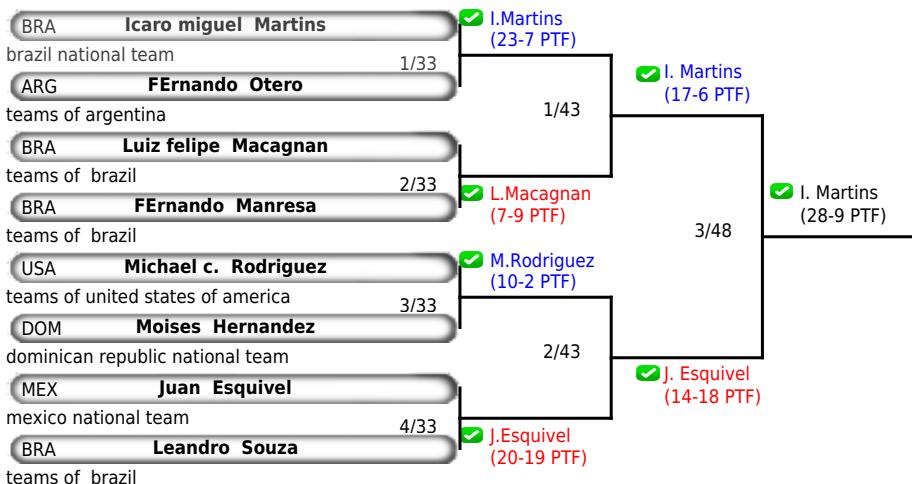 BRA Icaro miguel Martins
brazil national team
1/33
ARG FErnando Otero
teams of argentina
BRA Luiz felipe Macagnan
teams of brazil
2/33
BRA FErnando Manresa
teams of brazil
USA Michael c. Rodriguez
teams of united states of america
3/33
DOM Moises Hernandez
dominican republic national team
MEX Juan Esquivel
mexico national team
4/33
BRA Leandro Souza
teams of brazil
I.Martins
(23-7 PTF)
1/43
L.Macagnan
(7-9 PTF)
M.Rodriguez
(10-2 PTF)
2/43
J.Esquivel
(20-19 PTF)
I. Martins
(17-6 PTF)
3/48
J. Esquivel
(14-18 PTF)
I. Martins
(28-9 PTF)